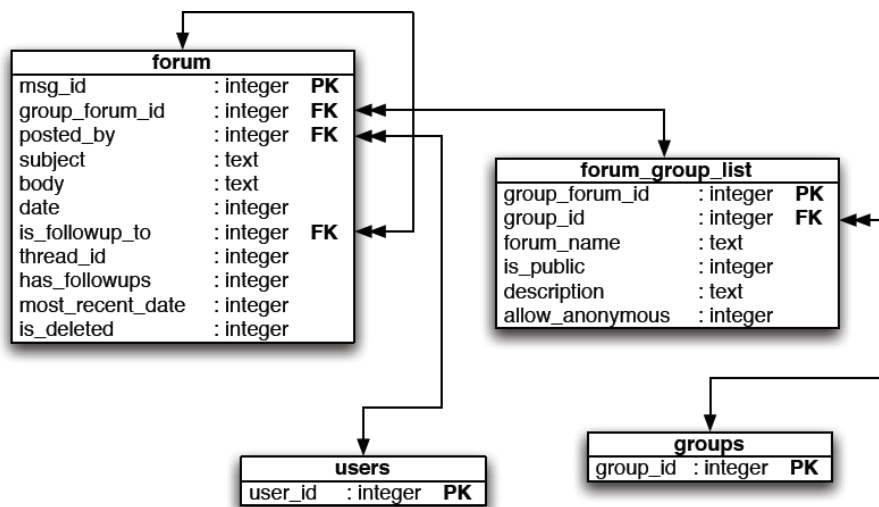 forum
msg_id : integer PK
group_forum_id : integer FK
posted_by : integer FK
subject : text
body : text
date : integer
is_followup_to : integer FK
thread_id : integer
has_followups : integer
most_recent_date : integer
is_deleted : integer
forum_group_list
group_forum_id : integer PK
group_id : integer FK
forum_name : text
is_public : integer
description : text
allow_anonymous : integer
users
user_id : integer PK
groups
group_id : integer PK